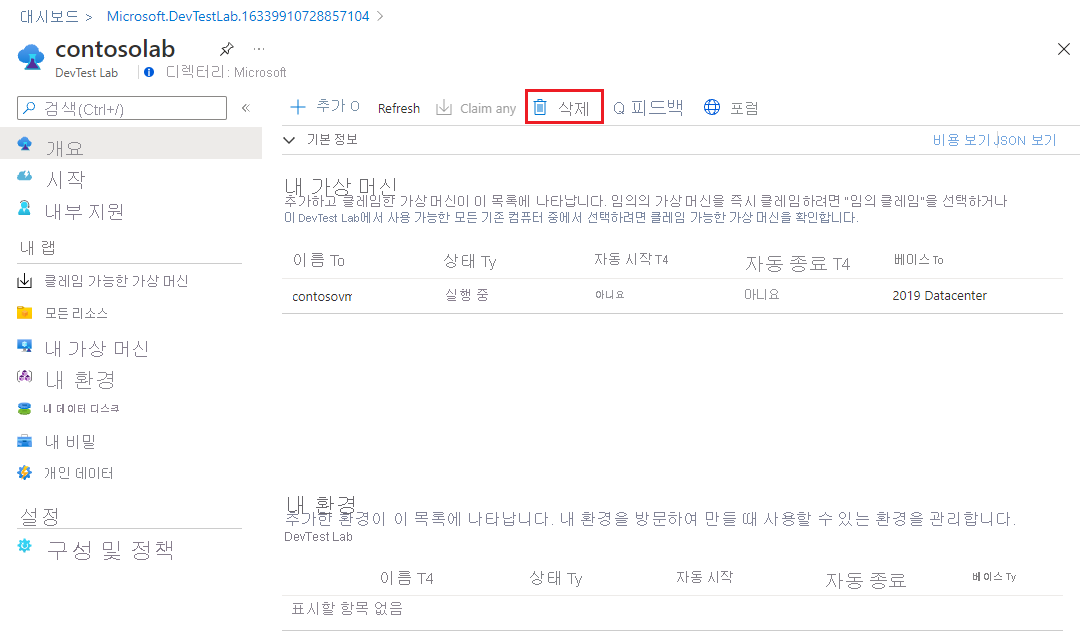 대시보드 > Microsoft.DevTestLab.16339910728857104 >
contosolab
DevTest Lab
디렉터리: Microsoft
검색(Ctrl+/)
추가 O Refresh Claim any 삭제 Q 피드백 포럼
개요
시작
내부 지원
내 랩
클레임 가능한 가상 머신
모든 리소스
내 가상 머신
내 환경
내 데이터 디스크
내 비밀
개인 데이터
설정
구성 및 정책
기본 정보
비용 보기 JSON 보기
내 가상 머신
추가하고 클레임한 가상 머신이 이 목록에 나타납니다. 임의의 가상 머신을 즉시 클레임하려면 "임의 클레임"을 선택하거나
이 DevTest Lab에서 사용 가능한 모든 기존 컴퓨터 중에서 선택하려면 클레임 가능한 가상 머신을 확인합니다.
이름 To 상태 Ty 자동 시작 T4 자동 종료 T4 베이스 To
contosovm 실행 중 아니요 아니요 2019 Datacenter
내 환경
추가한 환경이 이 목록에 나타납니다. 내 환경을 방문하여 만들 때 사용할 수 있는 환경을 관리합니다.
DevTest Lab
이름 T4 상태 Ty 자동 시작 자동 종료 베이스 Ty
표시할 항목 없음